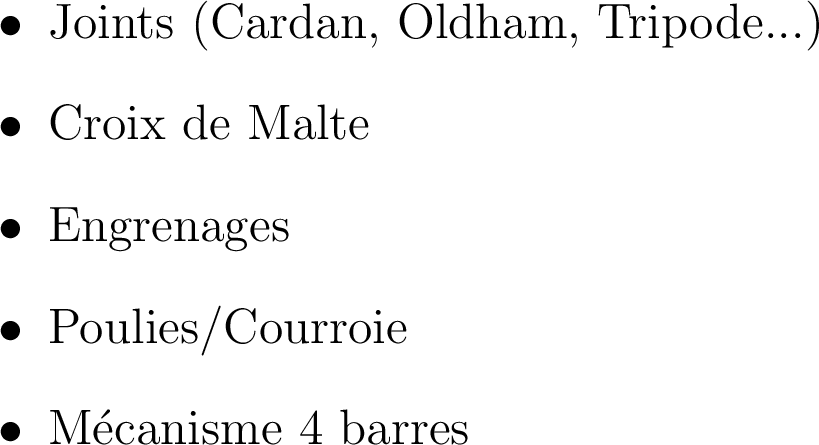 • Joints (Cardan, Oldham, Tripode...)
• Croix de Malte
• Engrenages
• Poulies/Courroie
• Mécanisme 4 barres